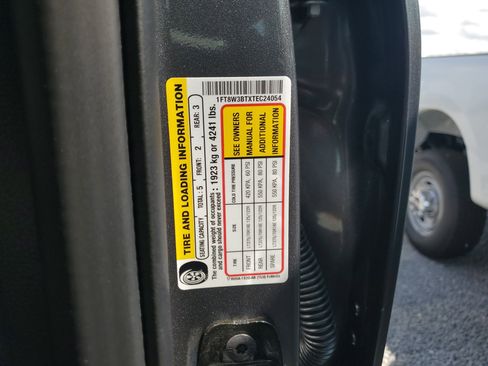 1FT8W3BTXTEC24054
TIRE AND LOADING INFORMATION
SEATING CAPACITY TOTAL: 5 FRONT: 2 REAR: 3
The combined weight of occupants and cargo should never exceed : 1923 kg or 4241 lbs.
TIRE SIZE COLD TIRE PRESSURE
FRONT 420 KPA, 60 PSI
REAR 550 KPA, 80 PSI
SPARE 550 KPA, 80 PSI
SEE OWNERS
MANUAL FOR
ADDITIONAL
INFORMATION